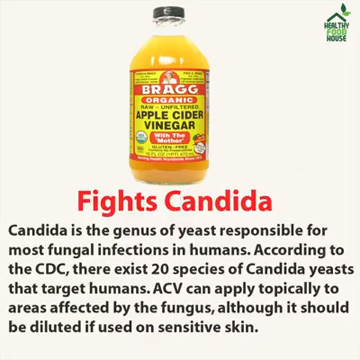 HEALTHY
FOOD
HOUSE
BRAGG
ORGANIC
RAW - UNFILTERED
APPLE CIDER
VINEGAR
With The
'Mother'
GLUTEN-FREE
Fights Candida
Candida is the genus of yeast responsible for
most fungal infections in humans. According to
the CDC, there exist 20 species of Candida yeasts
that target humans. ACV can apply topically to
areas affected by the fungus, although it should
be diluted if used on sensitive skin.